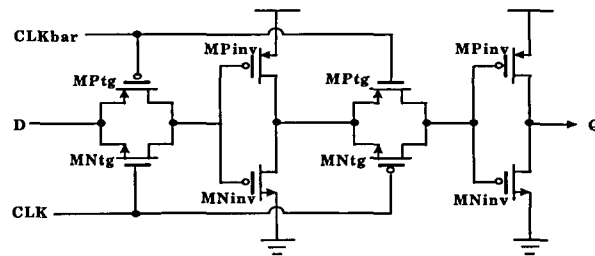 CLKbar
MPinv
MPinv
MPtg
MPtg
D
Q
MNtg
MNtg
MNinv
MNinv
CLK